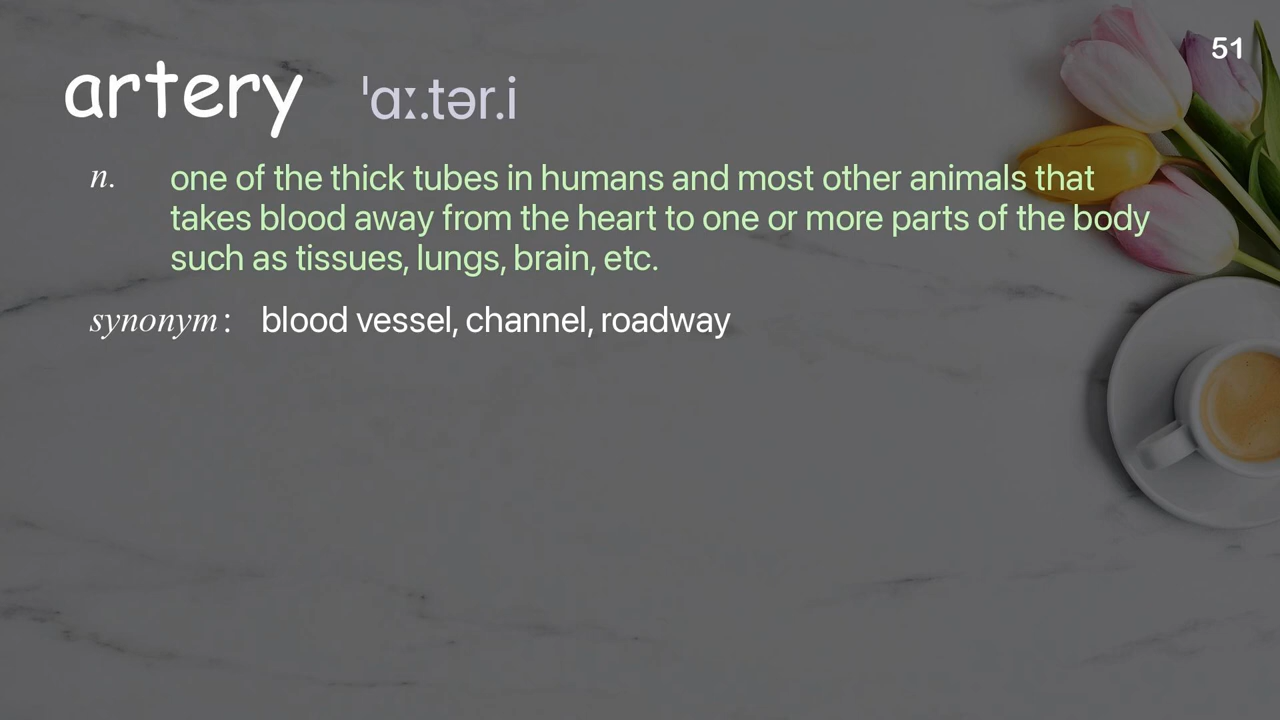 51
artery ˈɑː.tər.i
n. one of the thick tubes in humans and most other animals that
takes blood away from the heart to one or more parts of the body
such as tissues, lungs, brain, etc.
synonym : blood vessel, channel, roadway